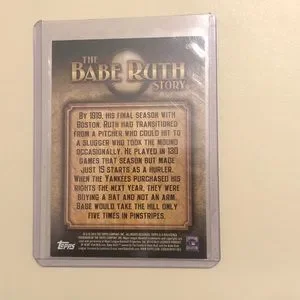 THE
BABE RUTH
STORY
BY 1919, HIS FINAL SEASON WITH
BOSTON, RUTH HAD TRANSITIONED
FROM A PITCHER WHO COULD HIT TO
A SLUGGER WHO TOOK THE MOUND
OCCASIONALLY. HE PLAYED IN 130
GAMES THAT SEASON BUT MADE
JUST 15 STARTS AS A HURLER.
WHEN THE YANKEES PURCHASED HIS
RIGHTS THE NEXT YEAR, THEY WERE
BUYING A BAT AND NOT AN ARM.
BABE WOULD TAKE THE HILL ONLY
FIVE TIMES IN PINSTRIPES.
TOPPS